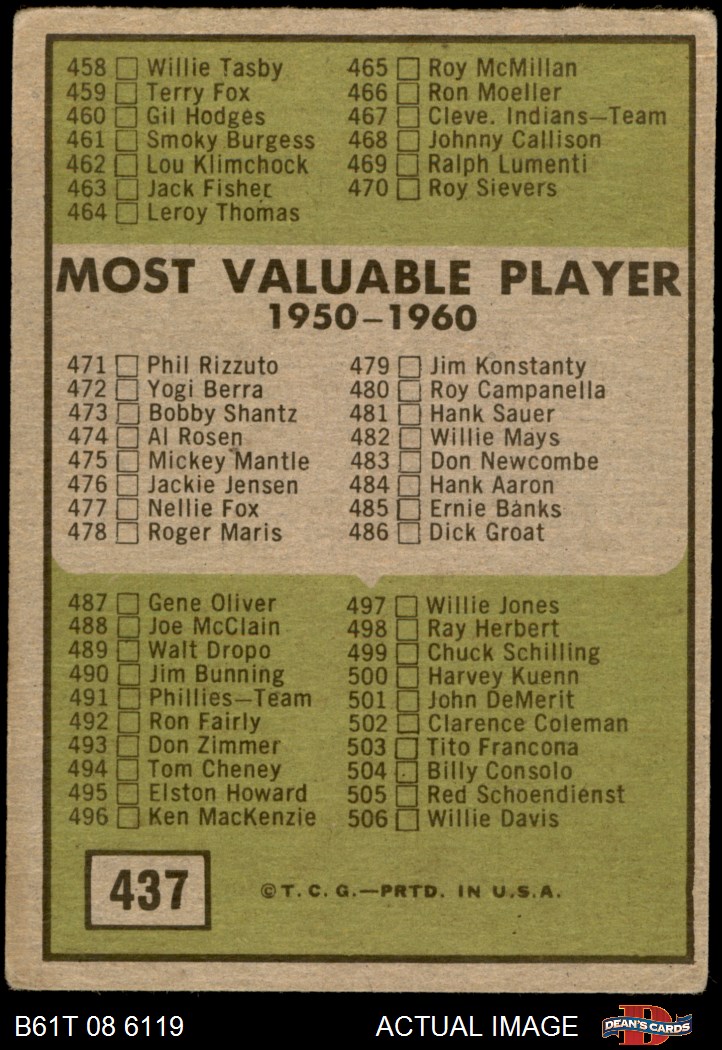 458 Willie Tasby
459 Terry Fox
460 Gil Hodges
461 Smoky Burgess
462 Lou Klimchock
463 Jack Fisher
464 Leroy Thomas
465 Roy McMillan
466 Ron Moeller
467 Cleve. Indians—Team
468 Johnny Callison
469 Ralph Lumenti
470 Roy Sievers
MOST VALUABLE PLAYER
1950–1960
471 Phil Rizzuto
472 Yogi Berra
473 Bobby Shantz
474 Al Rosen
475 Mickey Mantle
476 Jackie Jensen
477 Nellie Fox
478 Roger Maris
479 Jim Konstanty
480 Roy Campanella
481 Hank Sauer
482 Willie Mays
483 Don Newcombe
484 Hank Aaron
485 Ernie Banks
486 Dick Groat
487 Gene Oliver
488 Joe McClain
489 Walt Dropo
490 Jim Bunning
491 Phillies—Team
492 Ron Fairly
493 Don Zimmer
494 Tom Cheney
495 Elston Howard
496 Ken MacKenzie
497 Willie Jones
498 Ray Herbert
499 Chuck Schilling
500 Harvey Kuenn
501 John DeMerit
502 Clarence Coleman
503 Tito Francona
504 Billy Consolo
505 Red Schoendienst
506 Willie Davis
437
© T. C. G.—PRTD. IN U.S.A.
B61T 08 6119
ACTUAL IMAGE
D
DEAN'S CARDS